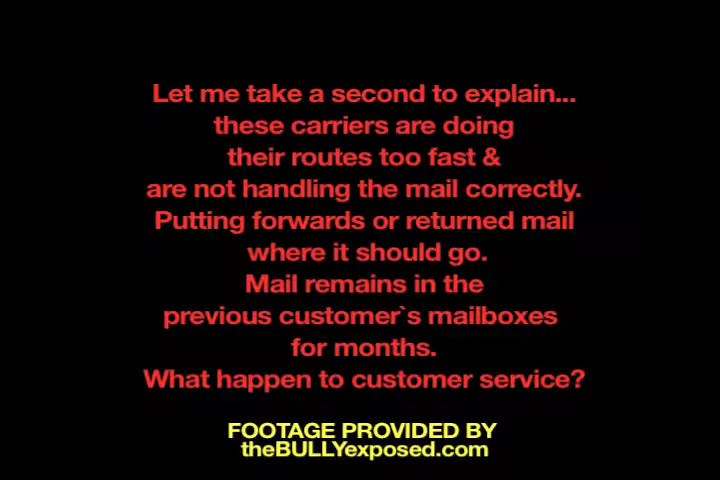 Let me take a second to explain...
these carriers are doing
their routes too fast &
are not handling the mail correctly.
Putting forwards or returned mail
where it should go.
Mail remains in the
previous customer`s mailboxes
for months.
What happen to customer service?
FOOTAGE PROVIDED BY
theBULLYexposed.com